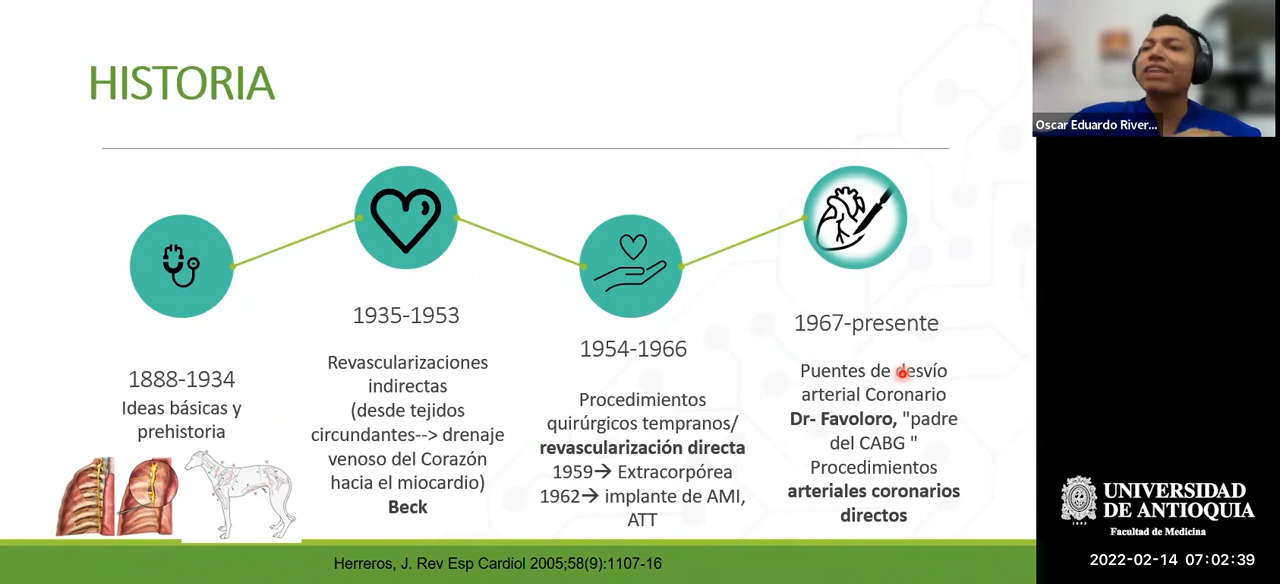 HISTORIA
1888-1934
Ideas básicas y
prehistoria
1935-1953
Revascularizaciones
indirectas
(desde tejidos
circundantes--> drenaje
venoso del Corazón
hacia el miocardio)
Beck
1954-1966
Procedimientos
quirúrgicos tempranos/
revascularización directa
1959→ Extracorpórea
1962→ implante de AMI,
ATT
1967-presente
Puentes de desvío
arterial Coronario
Dr- Favoloro, "padre
del CABG "
Procedimientos
arteriales coronarios
directos
Herreros, J. Rev Esp Cardiol 2005;58(9):1107-16
Oscar Eduardo River...
UNIVERSIDAD
DE ANTIOQUIA
1803
Facultad de Medicina
2022-02-14 07:02:39